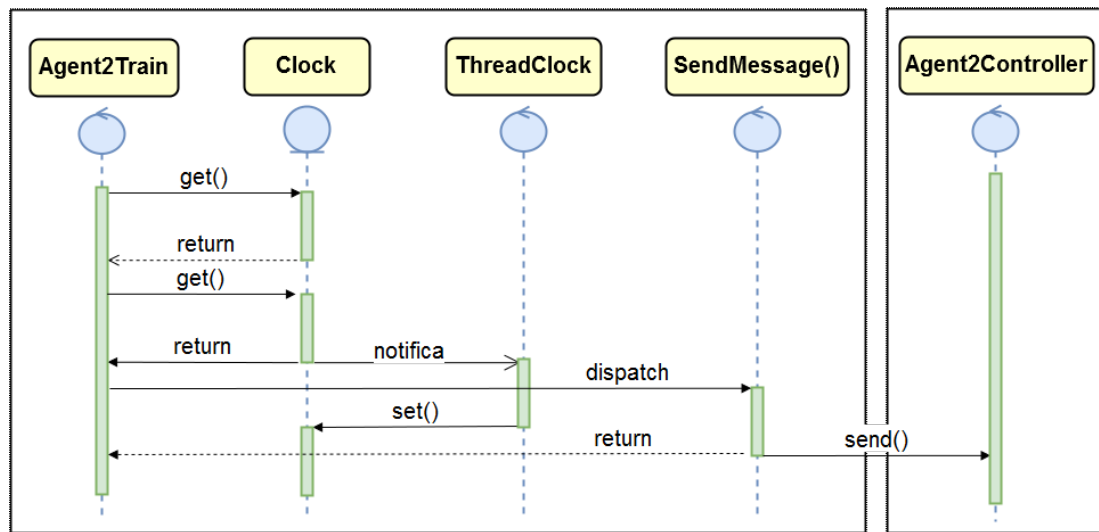 Agent2Train
Clock
ThreadClock
SendMessage()
Agent2Controller
get()
return
get()
return
notifica
dispatch
set()
return
send()